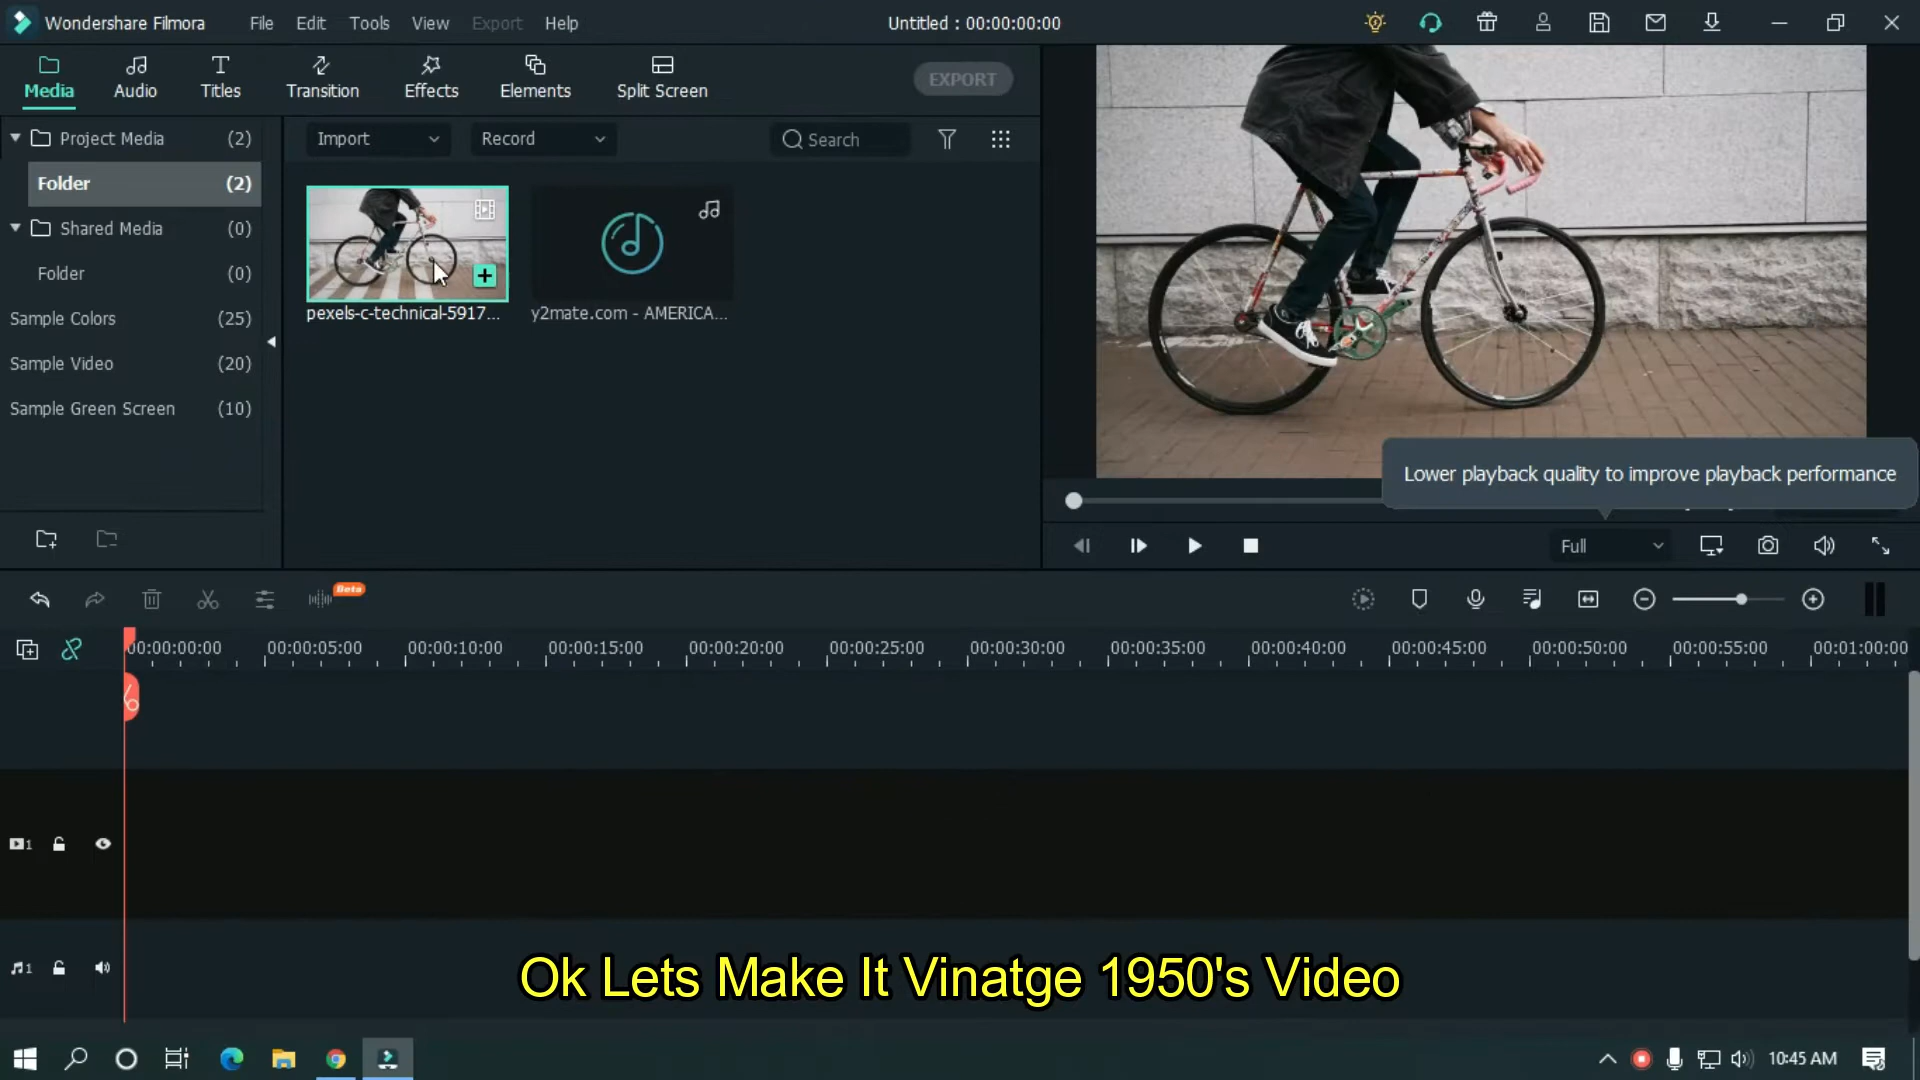 Wondershare Filmora File Edit Tools View Export Help Untitled : 00:00:00:00
Media Audio Titles Transition Effects Elements Split Screen EXPORT
Project Media (2)
Folder (2)
Shared Media (0)
Folder (0)
Sample Colors (25)
Sample Video (20)
Sample Green Screen (10)
Import Record Search
pexels-c-technical-5917... y2mate.com - AMERICA...
Lower playback quality to improve playback performance
Full
Beta
00:00:00:00 00:00:05:00 00:00:10:00 00:00:15:00 00:00:20:00 00:00:25:00 00:00:30:00 00:00:35:00 00:00:40:00 00:00:45:00 00:00:50:00 00:00:55:00 00:01:00:00
1
1
Ok Lets Make It Vinatge 1950's Video
10:45 AM